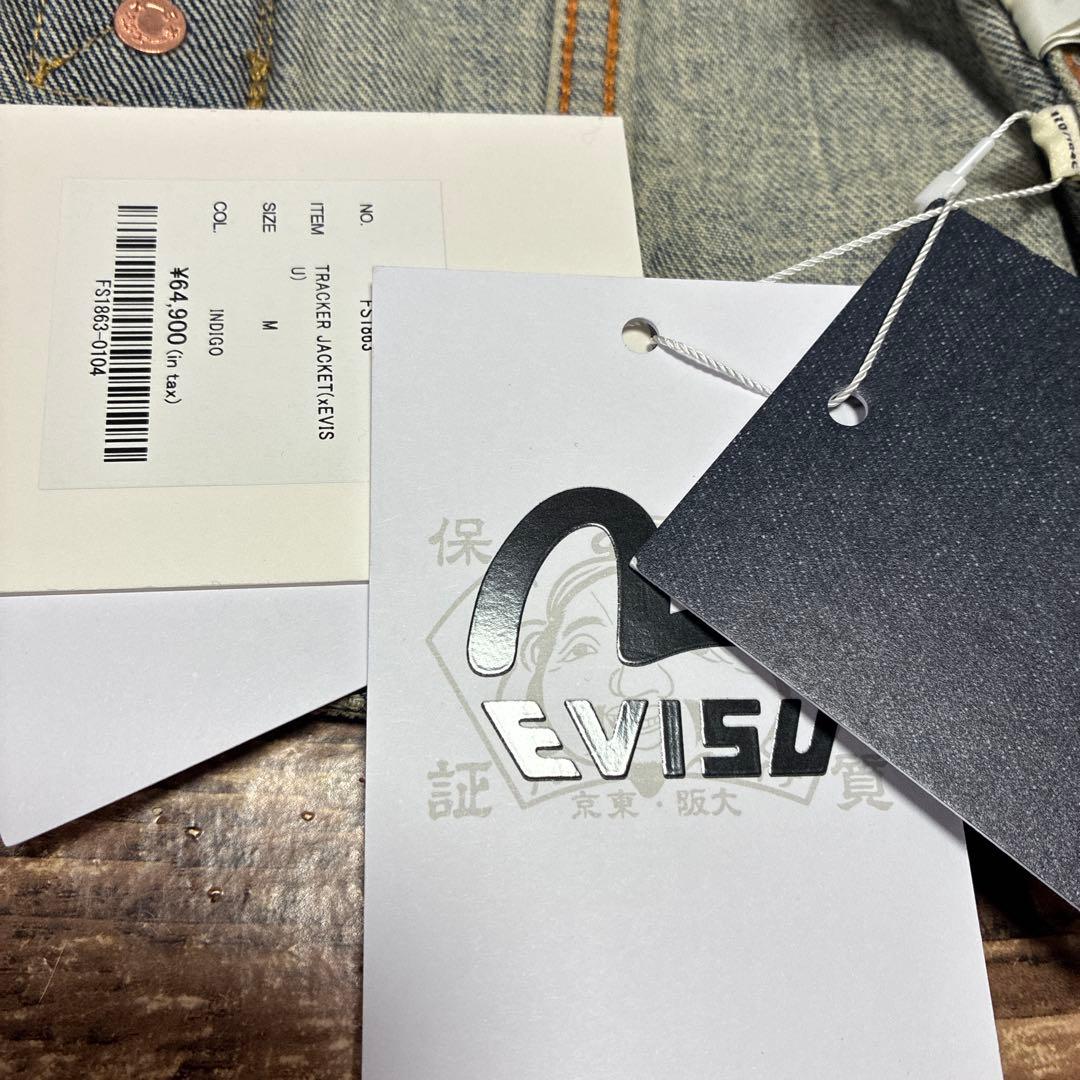 NO. FS1863
ITEM TRACKER JACKET(xEVIS
U)
SIZE M
COL. INDIGO
¥64,900 (in tax)
FS1863-0104
保
EVISU
証
質
京東・阪大